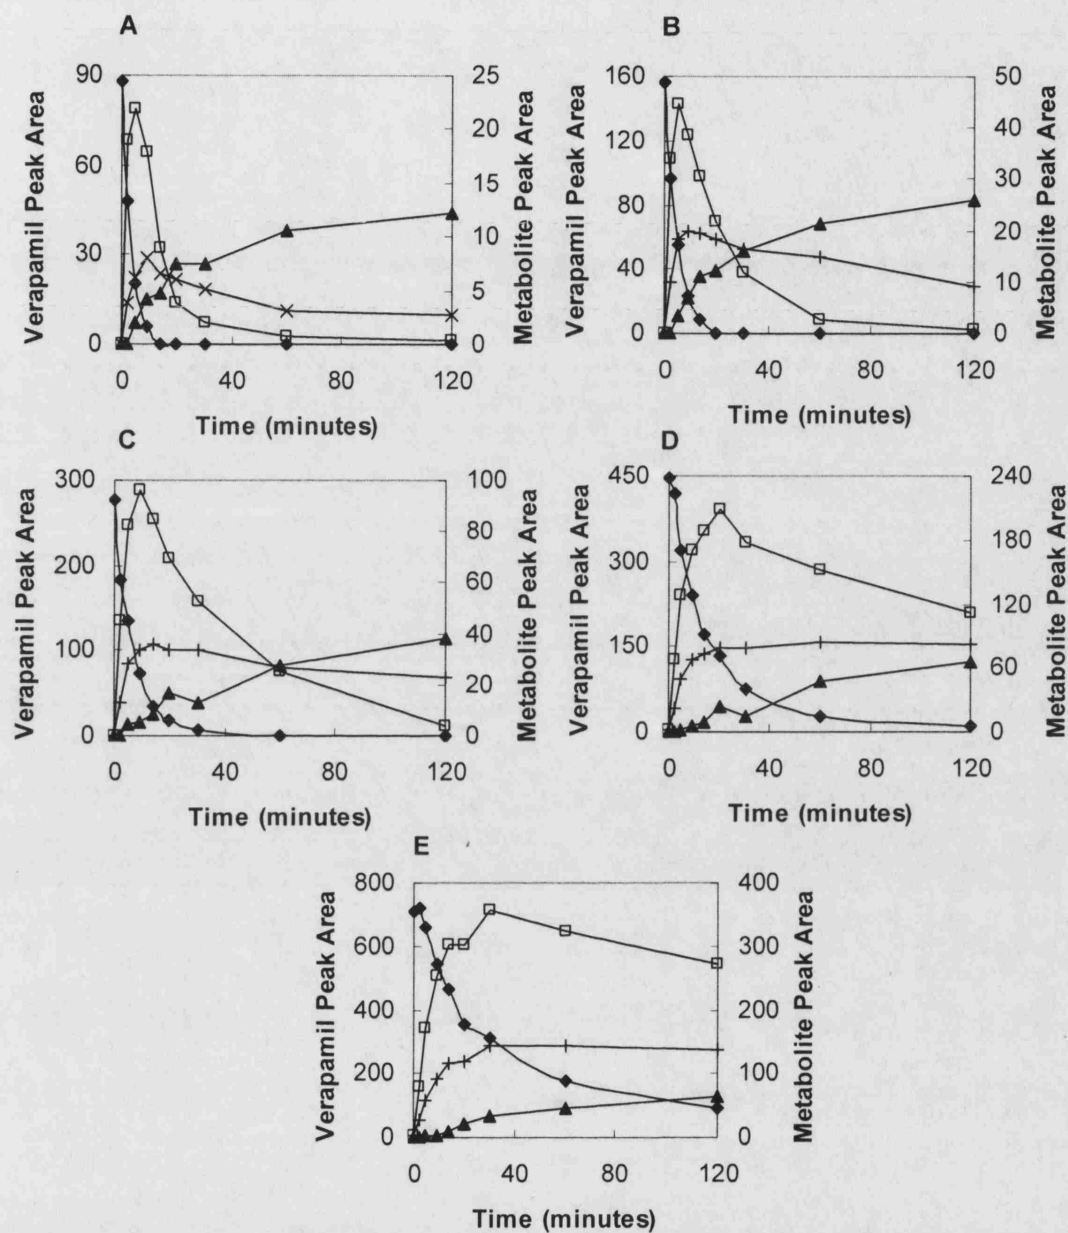 A
Verapamil Peak Area
90
60
30
0
25
20
15
10
5
0
Metabolite Peak Area
0 40 80 120
Time (minutes)
B
Verapamil Peak Area
160
120
80
40
0
50
40
30
20
10
0
Metabolite Peak Area
0 40 80 120
Time (minutes)
C
Verapamil Peak Area
300
200
100
0
100
80
60
40
20
0
Metabolite Peak Area
0 40 80 120
Time (minutes)
D
Verapamil Peak Area
450
300
150
0
240
180
120
60
0
Metabolite Peak Area
0 40 80 120
Time (minutes)
E
Verapamil Peak Area
800
600
400
200
0
400
300
200
100
0
Metabolite Peak Area
0 40 80 120
Time (minutes)